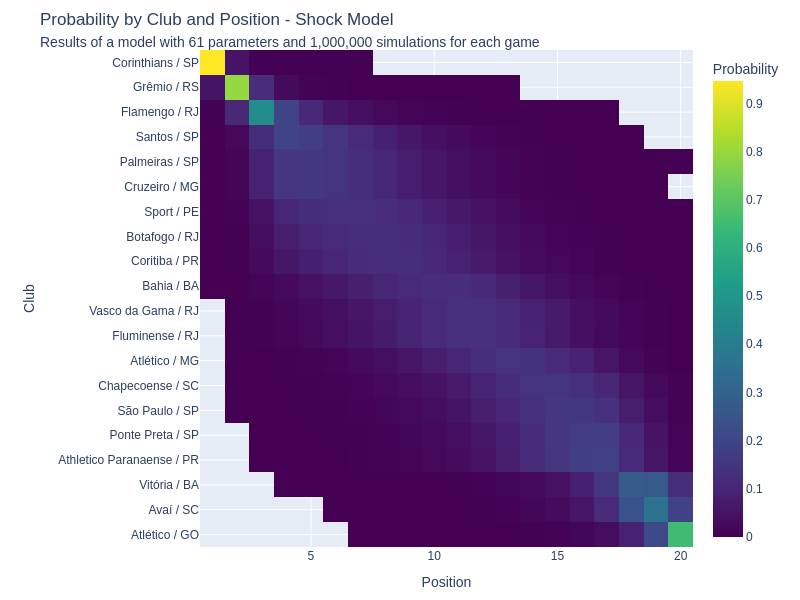 Probability by Club and Position - Shock Model
Results of a model with 61 parameters and 1,000,000 simulations for each game
Probability
Club
Corinthians / SP
Grêmio / RS
Flamengo / RJ
Santos / SP
Palmeiras / SP
Cruzeiro / MG
Sport / PE
Botafogo / RJ
Coritiba / PR
Bahia / BA
Vasco da Gama / RJ
Fluminense / RJ
Atlético / MG
Chapecoense / SC
São Paulo / SP
Ponte Preta / SP
Athletico Paranaense / PR
Vitória / BA
Avaí / SC
Atlético / GO
5 10 15 20
Position
0.9
0.8
0.7
0.6
0.5
0.4
0.3
0.2
0.1
0